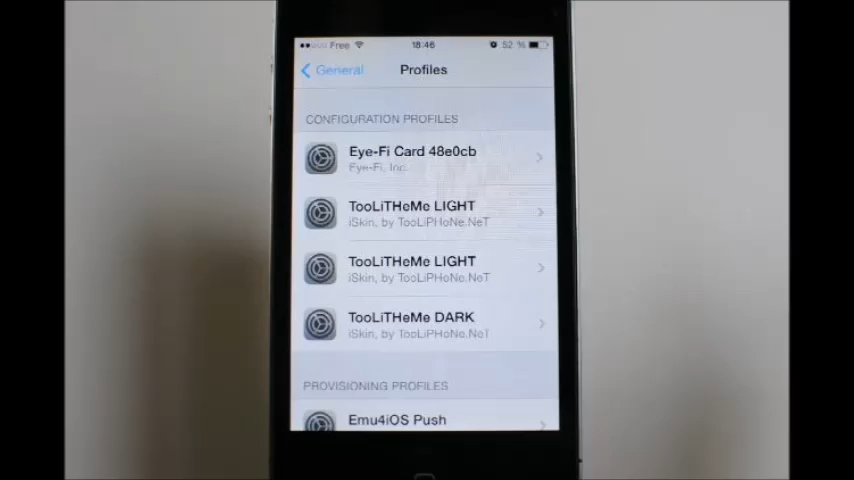 Free 18:46 52 %
General Profiles
CONFIGURATION PROFILES
Eye-Fi Card 48e0cb
Eye-Fi, Inc.
TooLiTHeMe LIGHT
iSkin, by TooLiPHoNe.NeT
TooLiTHeMe LIGHT
iSkin, by TooLiPHoNe.NeT
TooLiTHeMe DARK
iSkin, by TooLiPHoNe.NeT
PROVISIONING PROFILES
Emu4iOS Push